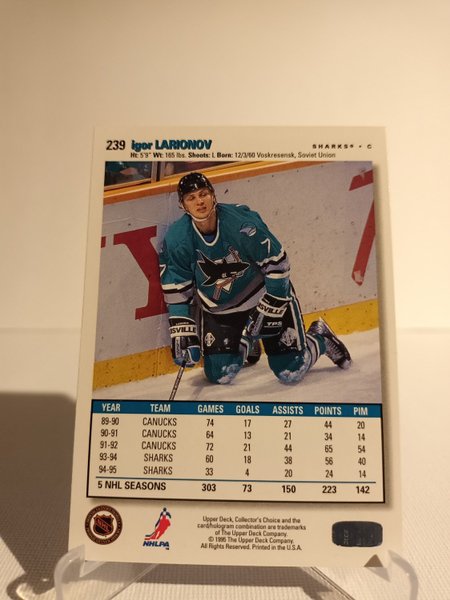 239 igor LARIONOV SHARKS® • C
Ht: 5'9" Wt: 165 lbs. Shoots: L Born: 12/3/60 Voskresensk, Soviet Union
7
7
SVILLE
TPS
YEAR TEAM GAMES GOALS ASSISTS POINTS PIM
89-90 CANUCKS 74 17 27 44 20
90-91 CANUCKS 64 13 21 34 14
91-92 CANUCKS 72 21 44 65 54
93-94 SHARKS 60 18 38 56 40
94-95 SHARKS 33 4 20 24 14
5 NHL SEASONS 303 73 150 223 142
NHL
NHLPA
Upper Deck, Collector's Choice and the
card/hologram combination are trademarks
of The Upper Deck Company.
© 1995 The Upper Deck Company.
All Rights Reserved. Printed in the U.S.A.